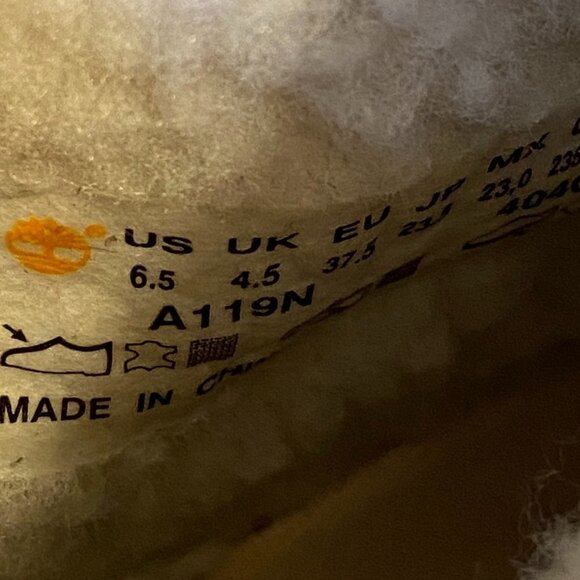 US UK EU JP MX
6.5 4.5 37.5 23,0
A119N
MADE IN